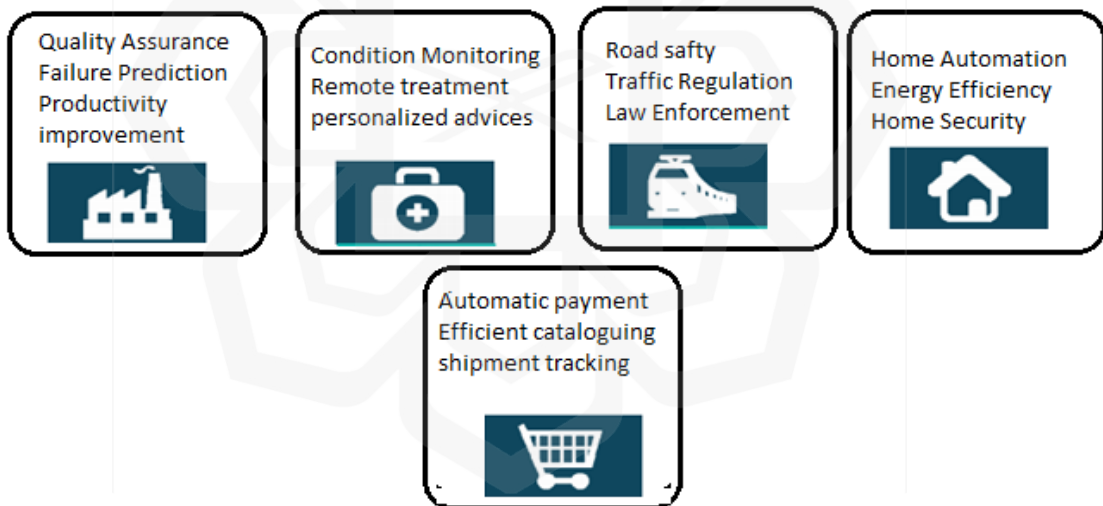 Quality Assurance
Failure Prediction
Productivity
improvement
Condition Monitoring
Remote treatment
personalized advices
Road safty
Traffic Regulation
Law Enforcement
Home Automation
Energy Efficiency
Home Security
Automatic payment
Efficient cataloguing
shipment tracking